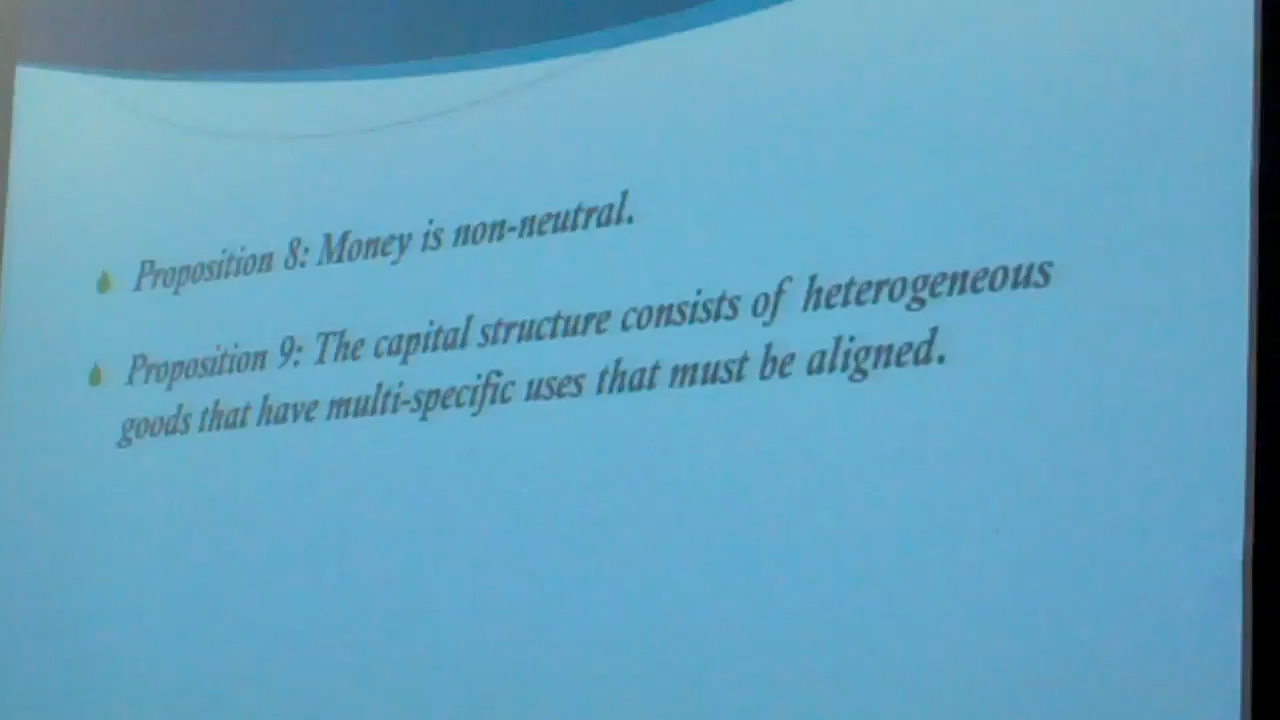 Proposition 8: Money is non-neutral.
Proposition 9: The capital structure consists of heterogeneous
goods that have multi-specific uses that must be aligned.